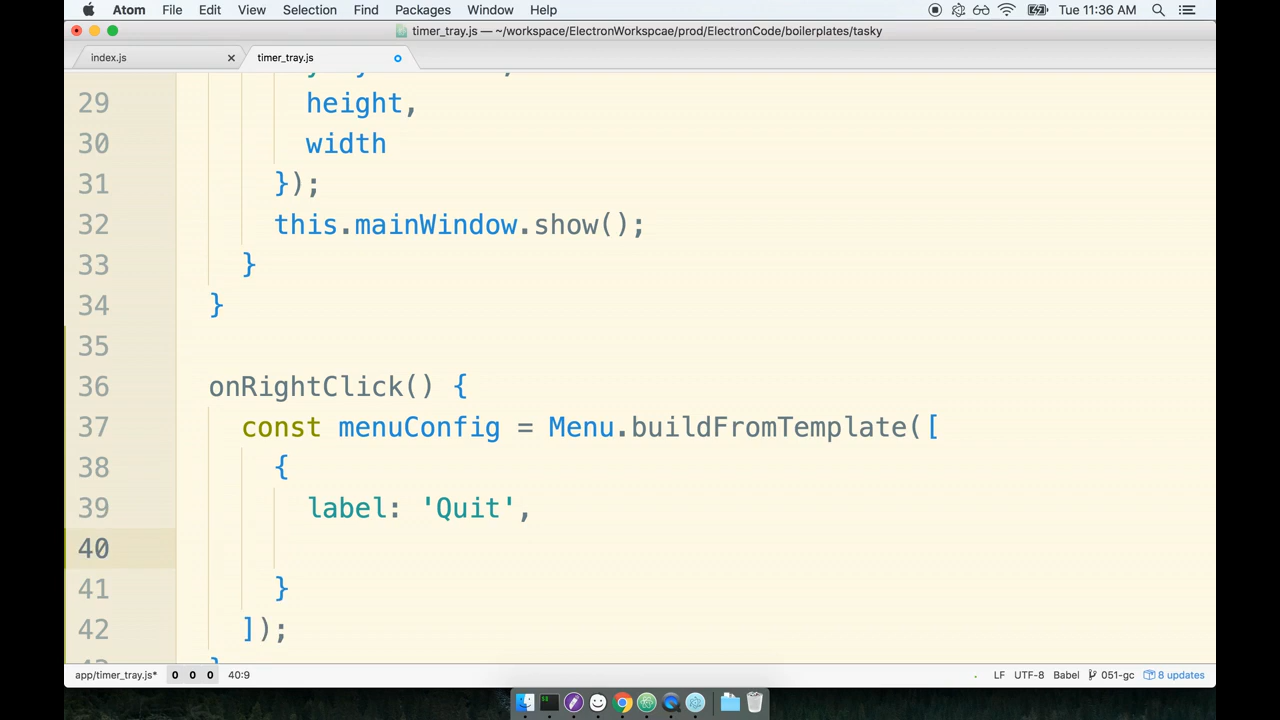 Atom File Edit View Selection Find Packages Window Help Tue 11:36 AM
timer_tray.js — ~/workspace/ElectronWorkspcae/prod/ElectronCode/boilerplates/tasky
index.js timer_tray.js
29 height,
30 width
31 });
32 this.mainWindow.show();
33 }
34 }
35
36 onRightClick() {
37 const menuConfig = Menu.buildFromTemplate([
38 {
39 label: 'Quit',
40
41 }
42 ]);
app/timer_tray.js* 0 0 0 40:9 LF UTF-8 Babel 051-gc 8 updates